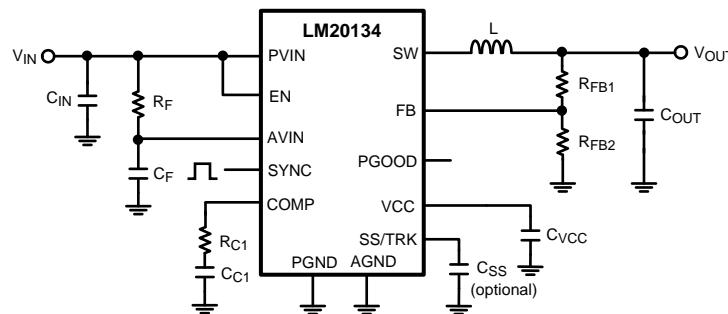 LM20134
VIN
PVIN
SW
L
VOUT
CIN
RF
EN
RFB1
FB
COUT
AVIN
RFB2
CF
SYNC
PGOOD
COMP
VCC
RC1
SS/TRK
CVCC
CC1
PGND
AGND
CSS
(optional)